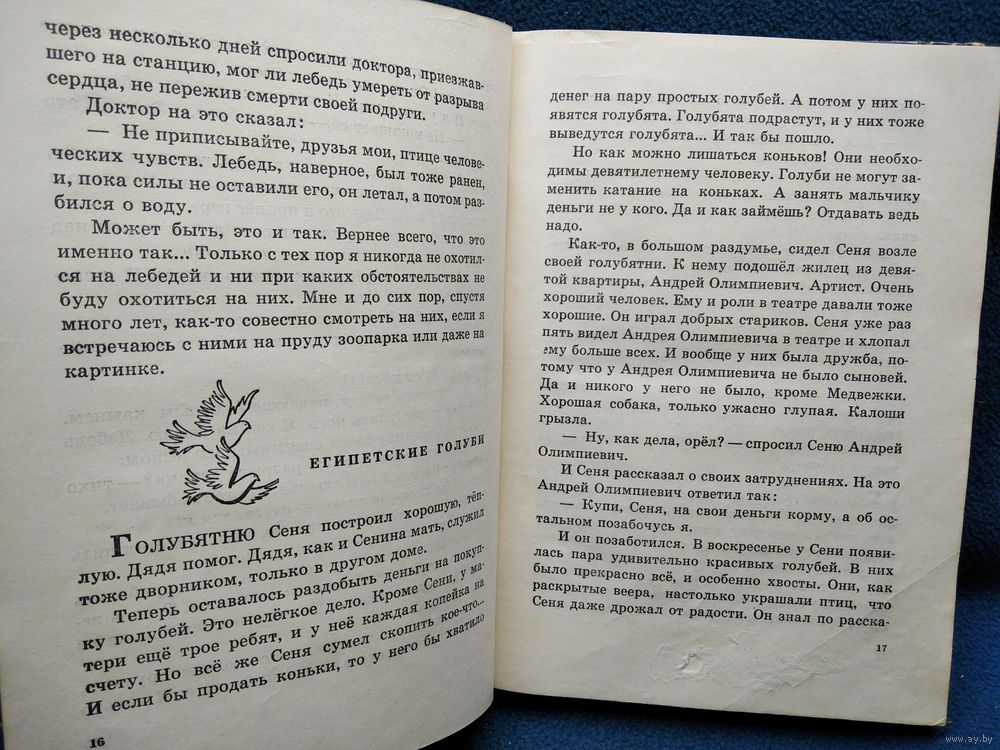 через несколько дней спросили доктора, приезжав-
шего на станцию, мог ли лебедь умереть от разрыва
сердца, не пережив смерти своей подруги.
Доктор на это сказал:
— Не приписывайте, друзья мои, птице челове-
ческих чувств. Лебедь, наверное, был тоже ранен,
и, пока силы не оставили его, он летал, а потом раз-
бился о воду.
Может быть, это и так. Вернее всего, что это
именно так... Только с тех пор я никогда не охотил-
ся на лебедей и ни при каких обстоятельствах не
буду охотиться на них. Мне и до сих пор, спустя
много лет, как-то совестно смотреть на них, если я
встречаюсь с ними на пруду зоопарка или даже на
картинке.
ЕГИПЕТСКИЕ ГОЛУБИ
ГОЛУБЯТНЮ Сеня построил хорошую, тёп-
лую. Дядя помог. Дядя, как и Сенина мать, служил
тоже дворником, только в другом доме.
Теперь оставалось раздобыть деньги на покуп-
ку голубей. Это нелёгкое дело. Кроме Сени, у ма-
тери ещё трое ребят, и у неё каждая копейка на
счету. Но всё же Сеня сумел скопить кое-что...
И если бы продать коньки, то у него бы хватило
16
денег на пару простых голубей. А потом у них по-
явятся голубята. Голубята подрастут, и у них тоже
выведутся голубята... И так бы пошло.
Но как можно лишаться коньков! Они необхо-
димы девятилетнему человеку. Голуби не могут за-
менить катание на коньках. А занять мальчику
деньги не у кого. Да и как займёшь? Отдавать ведь
надо.
Как-то, в большом раздумье, сидел Сеня возле
своей голубятни. К нему подошёл жилец из девя-
той квартиры, Андрей Олимпиевич. Артист. Очень
хороший человек. Ему и роли в театре давали тоже
хорошие. Он играл добрых стариков. Сеня уже раз
пять видел Андрея Олимпиевича в театре и хлопал
ему больше всех. И вообще у них была дружба, по-
тому что у Андрея Олимпиевича не было сыновей.
Да и никого у него не было, кроме Медвежки.
Хорошая собака, только ужасно глупая. Калоши
грызла.
— Ну, как дела, орёл? — спросил Сеню Андрей
Олимпиевич.
И Сеня рассказал о своих затруднениях. На это
Андрей Олимпиевич ответил так:
— Купи, Сеня, на свои деньги корму, а об ос-
тальном позабочусь я.
И он позаботился. В воскресенье у Сени появи-
лась пара удивительно красивых голубей. В них
было прекрасно всё, и особенно хвосты. Они, как
раскрытые веера, настолько украшали птиц, что
Сеня даже дрожал от радости. Он знал по расска-
17
www.ay.by